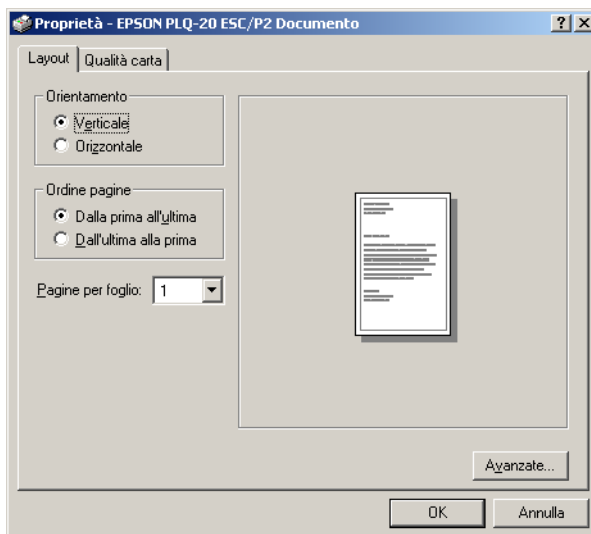 Proprietà - EPSON PLQ-20 ESC/P2 Documento
Layout
Qualità carta
Orientamento
Verticale
Orizzontale
Ordine pagine
Dalla prima all'ultima
Dall'ultima alla prima
Pagine per foglio: 1
Avanzate...
OK
Annulla